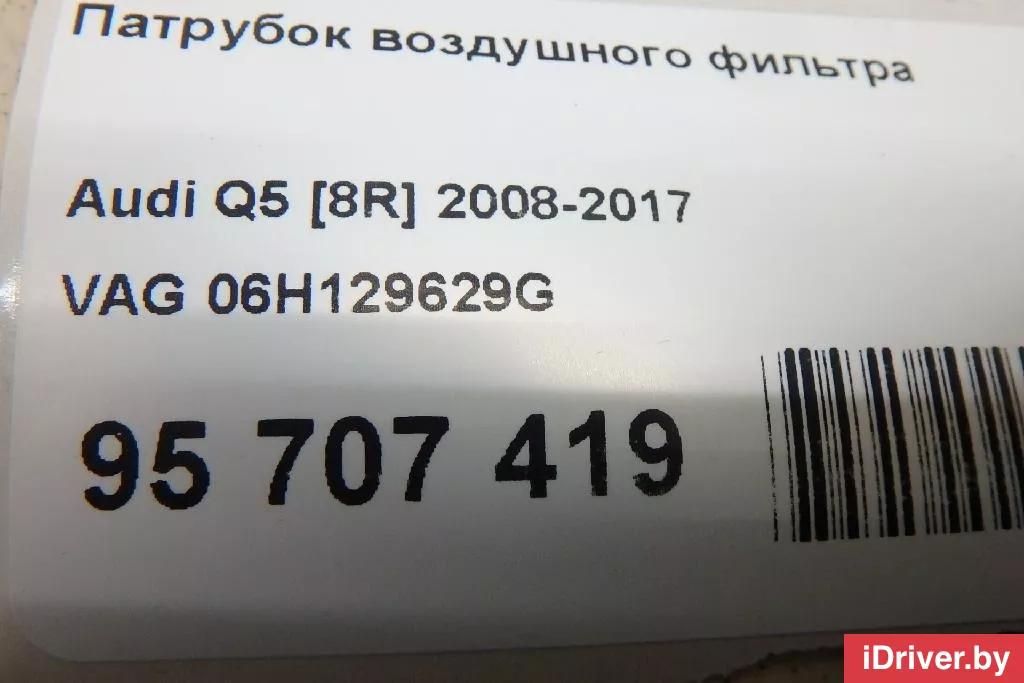 Патрубок воздушного фильтра
Audi Q5 [8R] 2008-2017
VAG 06H129629G
95 707 419
iDriver.by